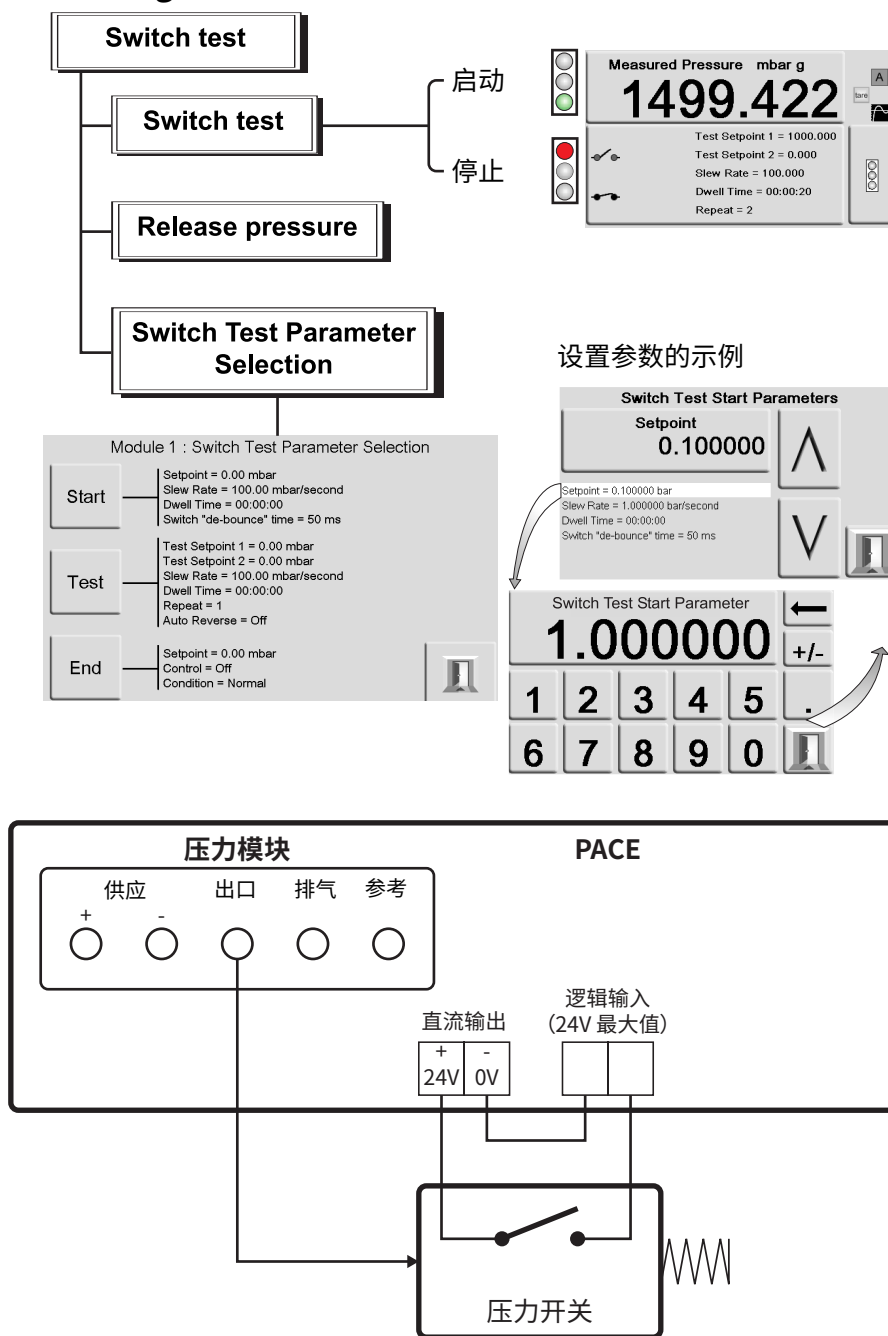 Switch test
Switch test
启动
停止
Release pressure
Switch Test Parameter
Selection
Measured Pressure mbar g
1499.422
A
tare
Test Setpoint 1 = 1000.000
Test Setpoint 2 = 0.000
Slew Rate = 100.000
Dwell Time = 00:00:20
Repeat = 2
设置参数的示例
Module 1 : Switch Test Parameter Selection
Start
Setpoint = 0.00 mbar
Slew Rate = 100.00 mbar/second
Dwell Time = 00:00:00
Switch "de-bounce" time = 50 ms
Test
Test Setpoint 1 = 0.00 mbar
Test Setpoint 2 = 0.00 mbar
Slew Rate = 100.00 mbar/second
Dwell Time = 00:00:00
Repeat = 1
Auto Reverse = Off
End
Setpoint = 0.00 mbar
Control = Off
Condition = Normal
Switch Test Start Parameters
Setpoint
0.100000
Setpoint = 0.100000 bar
Slew Rate = 1.000000 bar/second
Dwell Time = 00:00:00
Switch "de-bounce" time = 50 ms
Switch Test Start Parameter
1.000000
+/-
1 2 3 4 5 .
6 7 8 9 0
压力模块
PACE
供应 出口 排气 参考
+ -
直流输出
逻辑输入
(24V 最大值)
+ -
24V 0V
压力开关